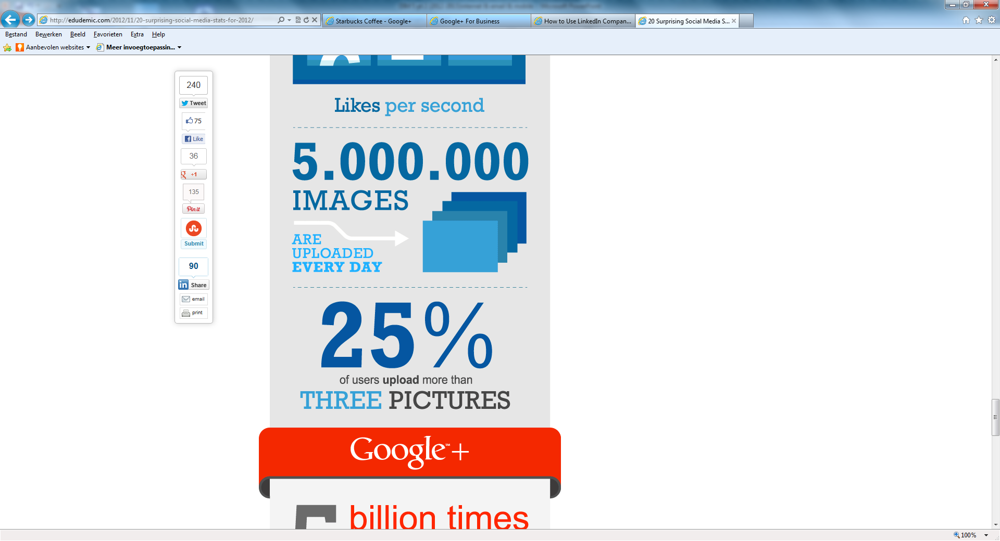 http://edudemic.com/2012/11/20-surprising-social-media-stats-for-2012/
Starbucks Coffee - Google+
Google+ For Business
How to Use LinkedIn Compan...
20 Surprising Social Media S...
Bestand Bewerken Beeld Favorieten Extra Help
Aanbevolen websites
Meer invoegtoepassin...
240
Tweet
75
Like
36
+1
135
Pin it
Submit
90
in Share
email
print
Likes per second
5.000.000
IMAGES
ARE
UPLOADED
EVERY DAY
25%
of users upload more than
THREE PICTURES
Google™+
billion times
100%